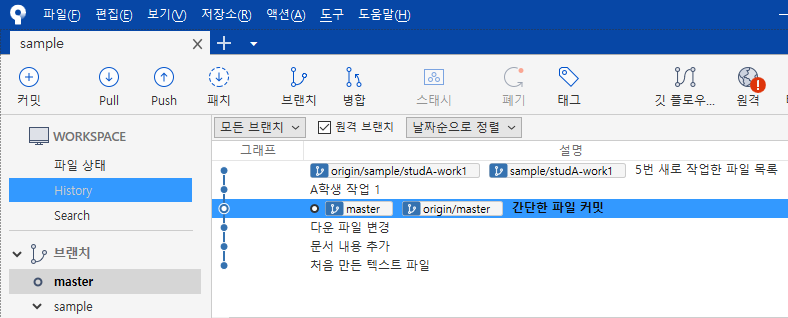 파일(F) 편집(E) 보기(V) 저장소(R) 액션(A) 도구 도움말(H)
sample
커밋 Pull Push 패치 브랜치 병합 스태시 폐기 태그 깃 플로우... 원격
모든 브랜치 원격 브랜치 날짜순으로 정렬
WORKSPACE
파일 상태
History
Search
브랜치
master
sample
그래프 설명
origin/sample/studA-work1 sample/studA-work1 5번 새로 작업한 파일 목록
A학생 작업 1
master origin/master 간단한 파일 커밋
다운 파일 변경
문서 내용 추가
처음 만든 텍스트 파일